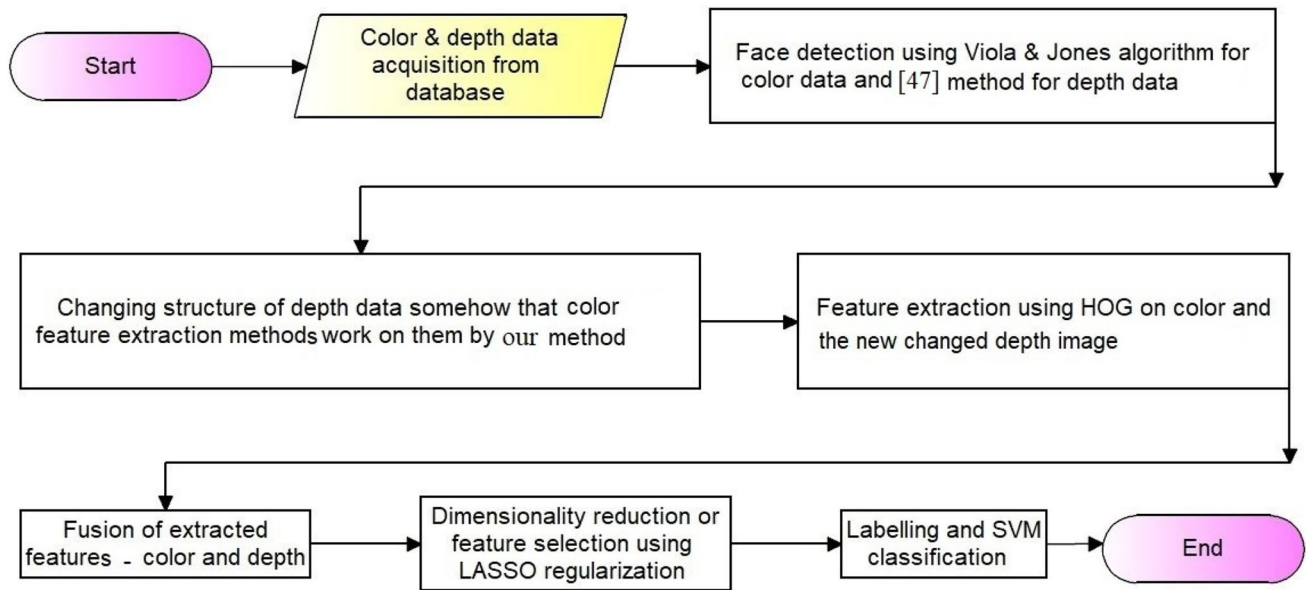 Start
Color & depth data
acquisition from
database
Face detection using Viola & Jones algorithm for
color data and [47] method for depth data
Changing structure of depth data somehow that color
feature extraction methods work on them by our method
Feature extraction using HOG on color and
the new changed depth image
Fusion of extracted
features - color and depth
Dimensionality reduction or
feature selection using
LASSO regularization
Labelling and SVM
classification
End